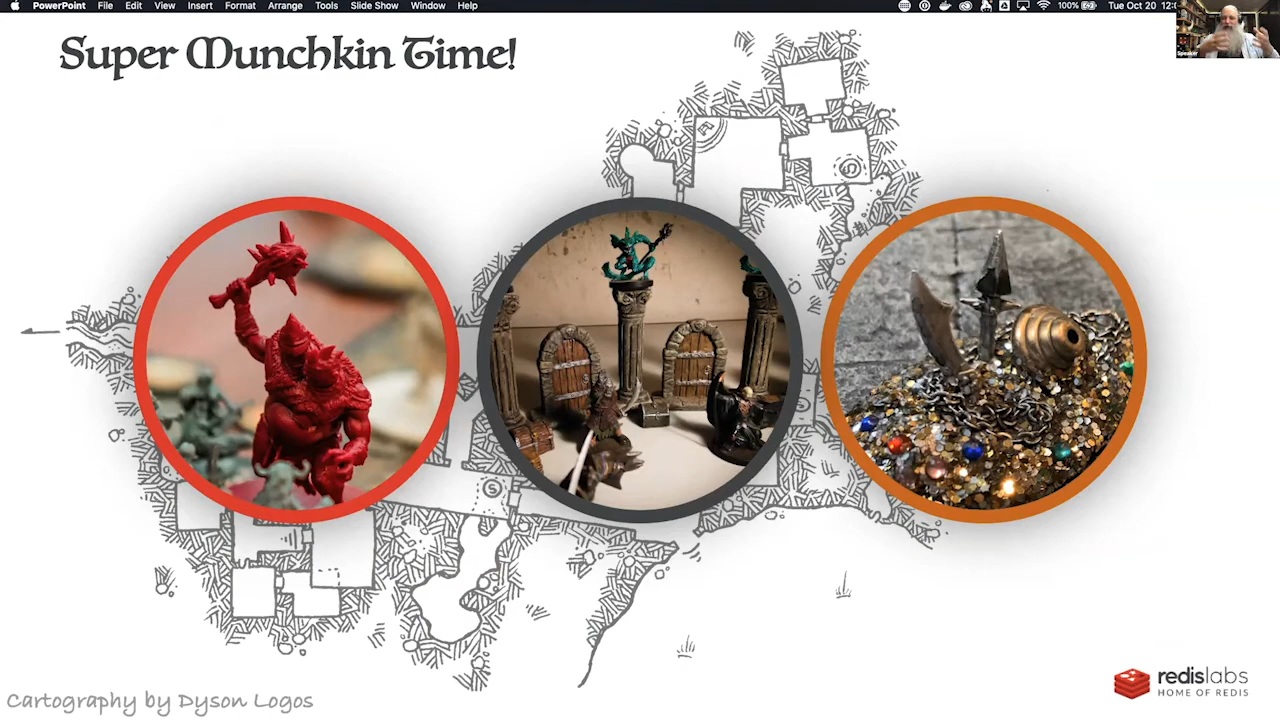 PowerPoint File Edit View Insert Format Arrange Tools Slide Show Window Help 100% Tue Oct 20
Speaker
Super Munchkin Time!
S
Cartography by Dyson Logos
redislabs
HOME OF REDIS